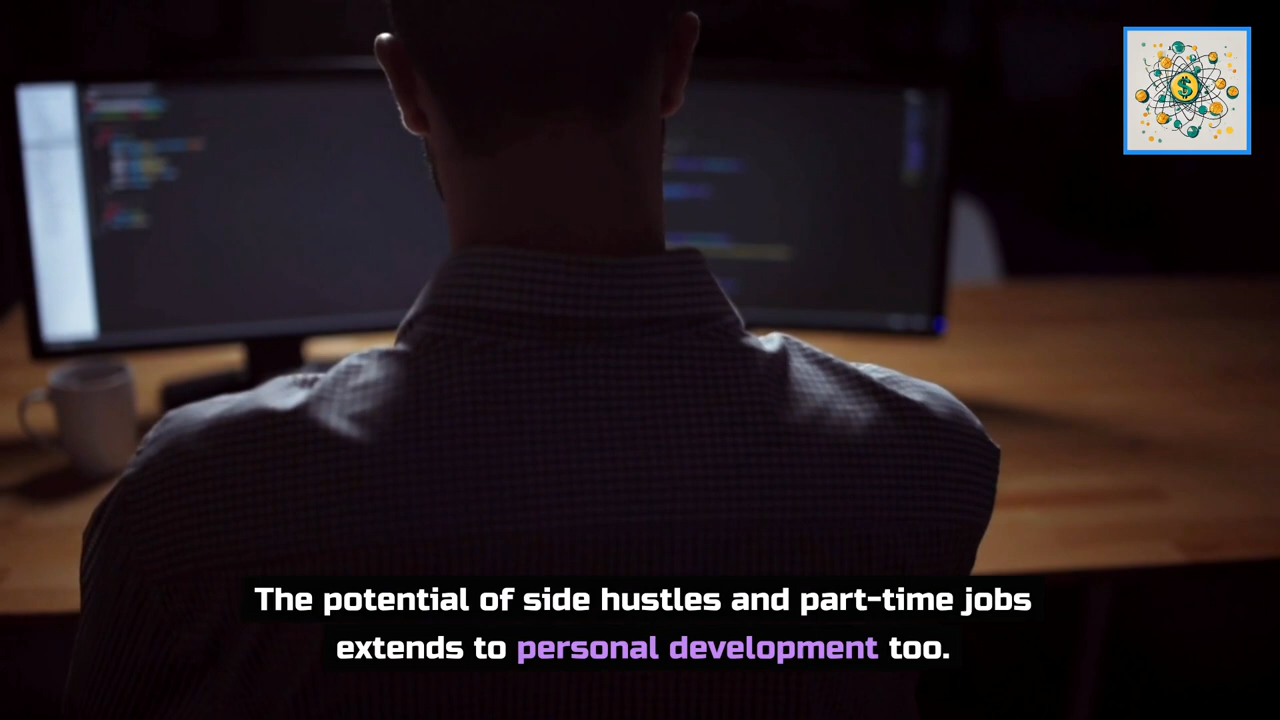 The potential of side hustles and part-time jobs
extends to personal development too.